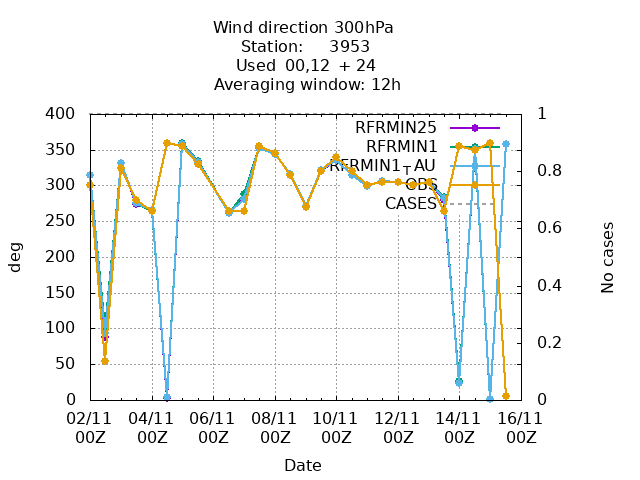 Wind direction 300hPa
Station: 3953
Used 00,12 + 24
Averaging window: 12h
400 1
350
300 0.8
250
0.6
200
150 0.4
100
0.2
50
0 0
RFRMIN25
RFRMIN1
RFRMIN1┬AU
OBS
CASES
deg
No cases
02/11 04/11 06/11 08/11 10/11 12/11 14/11 16/11
00Z 00Z 00Z 00Z 00Z 00Z 00Z 00Z
Date